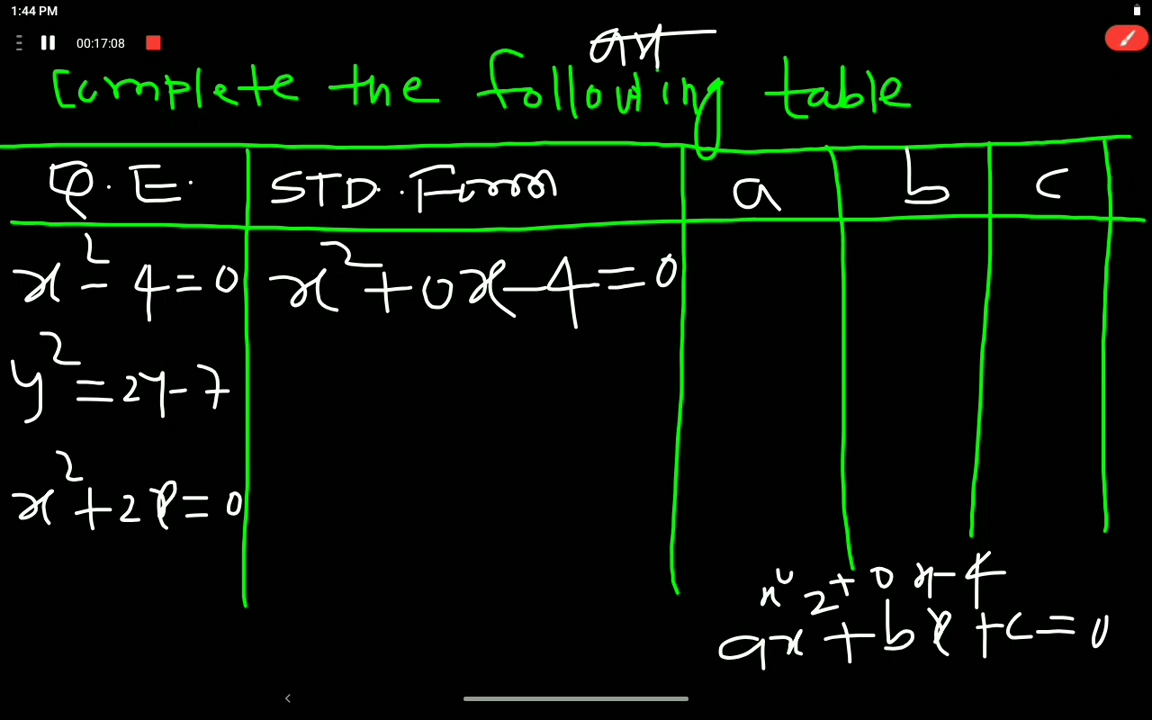 1:44 PM
00:17:08
ax
Complete the following table
Q.E. STD.Form a b c
x²-4=0 x²+0x-4=0
y²=2y-7
x²+2x=0
x²+0x-4
ax²+bx+c=0